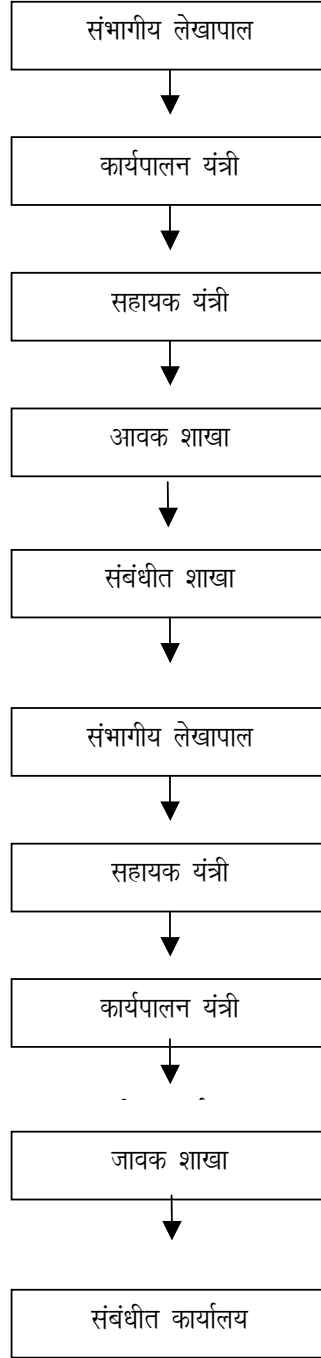 संभागीय लेखापाल
कार्यपालन यंत्री
सहायक यंत्री
आवक शाखा
संबंधीत शाखा
संभागीय लेखापाल
सहायक यंत्री
कार्यपालन यंत्री
जावक शाखा
संबंधीत कार्यालय